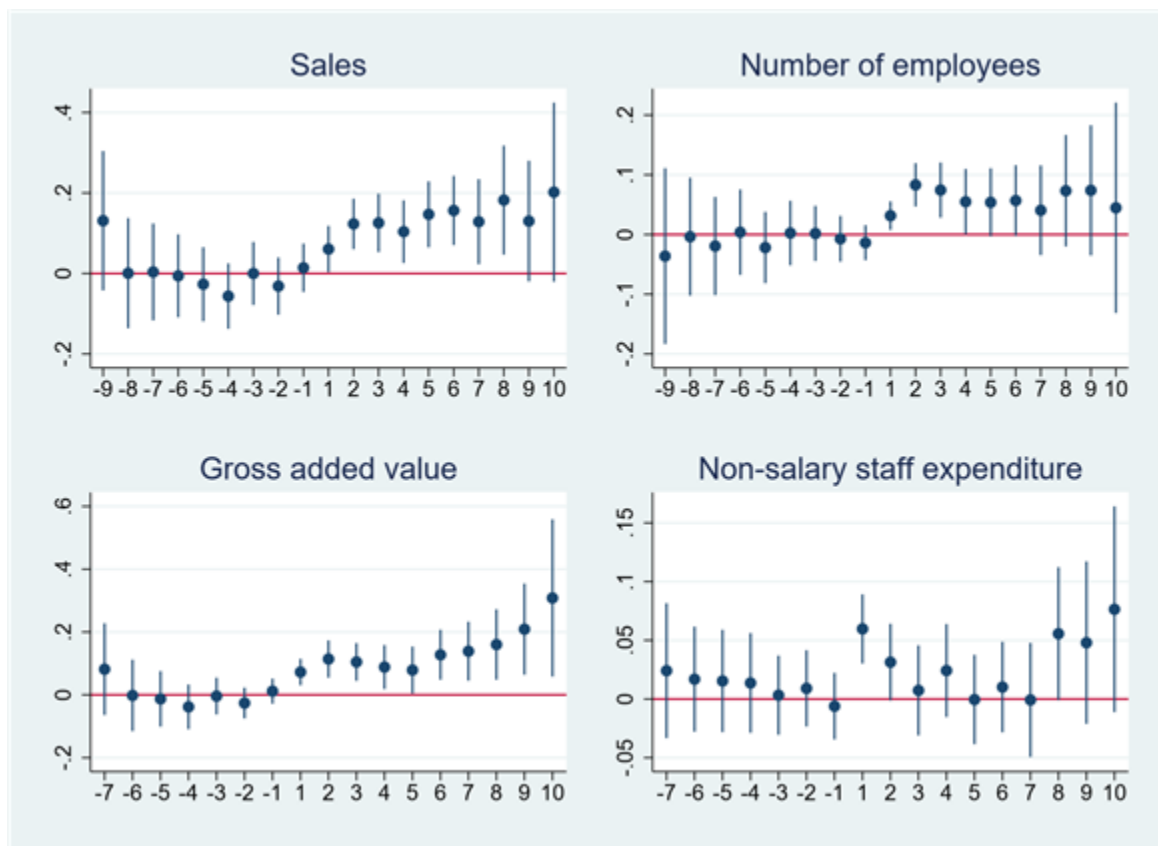 Sales
.4
.2
0
-.2
-9 -8 -7 -6 -5 -4 -3 -2 -1 1 2 3 4 5 6 7 8 9 10
Number of employees
.2
.1
0
-.1
-.2
-9 -8 -7 -6 -5 -4 -3 -2 -1 1 2 3 4 5 6 7 8 9 10
Gross added value
.6
.4
.2
0
-.2
-7 -6 -5 -4 -3 -2 -1 1 2 3 4 5 6 7 8 9 10
Non-salary staff expenditure
.15
.1
.05
0
-.05
-7 -6 -5 -4 -3 -2 -1 1 2 3 4 5 6 7 8 9 10